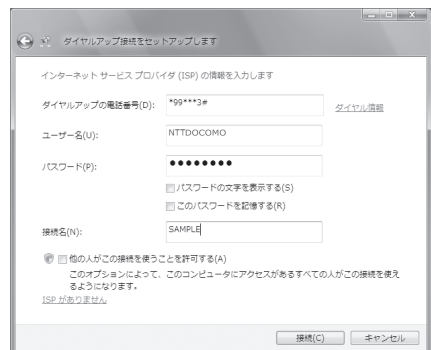 ダイヤルアップ接続をセットアップします
インターネット サービス プロバイダ (ISP) の情報を入力します
ダイヤルアップの電話番号(D): *99***3# ダイヤル情報
ユーザー名(U): NTTDOCOMO
パスワード(P): ●●●●●●●●
パスワードの文字を表示する(S)
このパスワードを記憶する(R)
接続名(N): SAMPLE
他の人がこの接続を使うことを許可する(A)
このオプションによって、このコンピュータにアクセスがあるすべての人がこの接続を使え
るようになります。
ISP がありません
接続(C) キャンセル